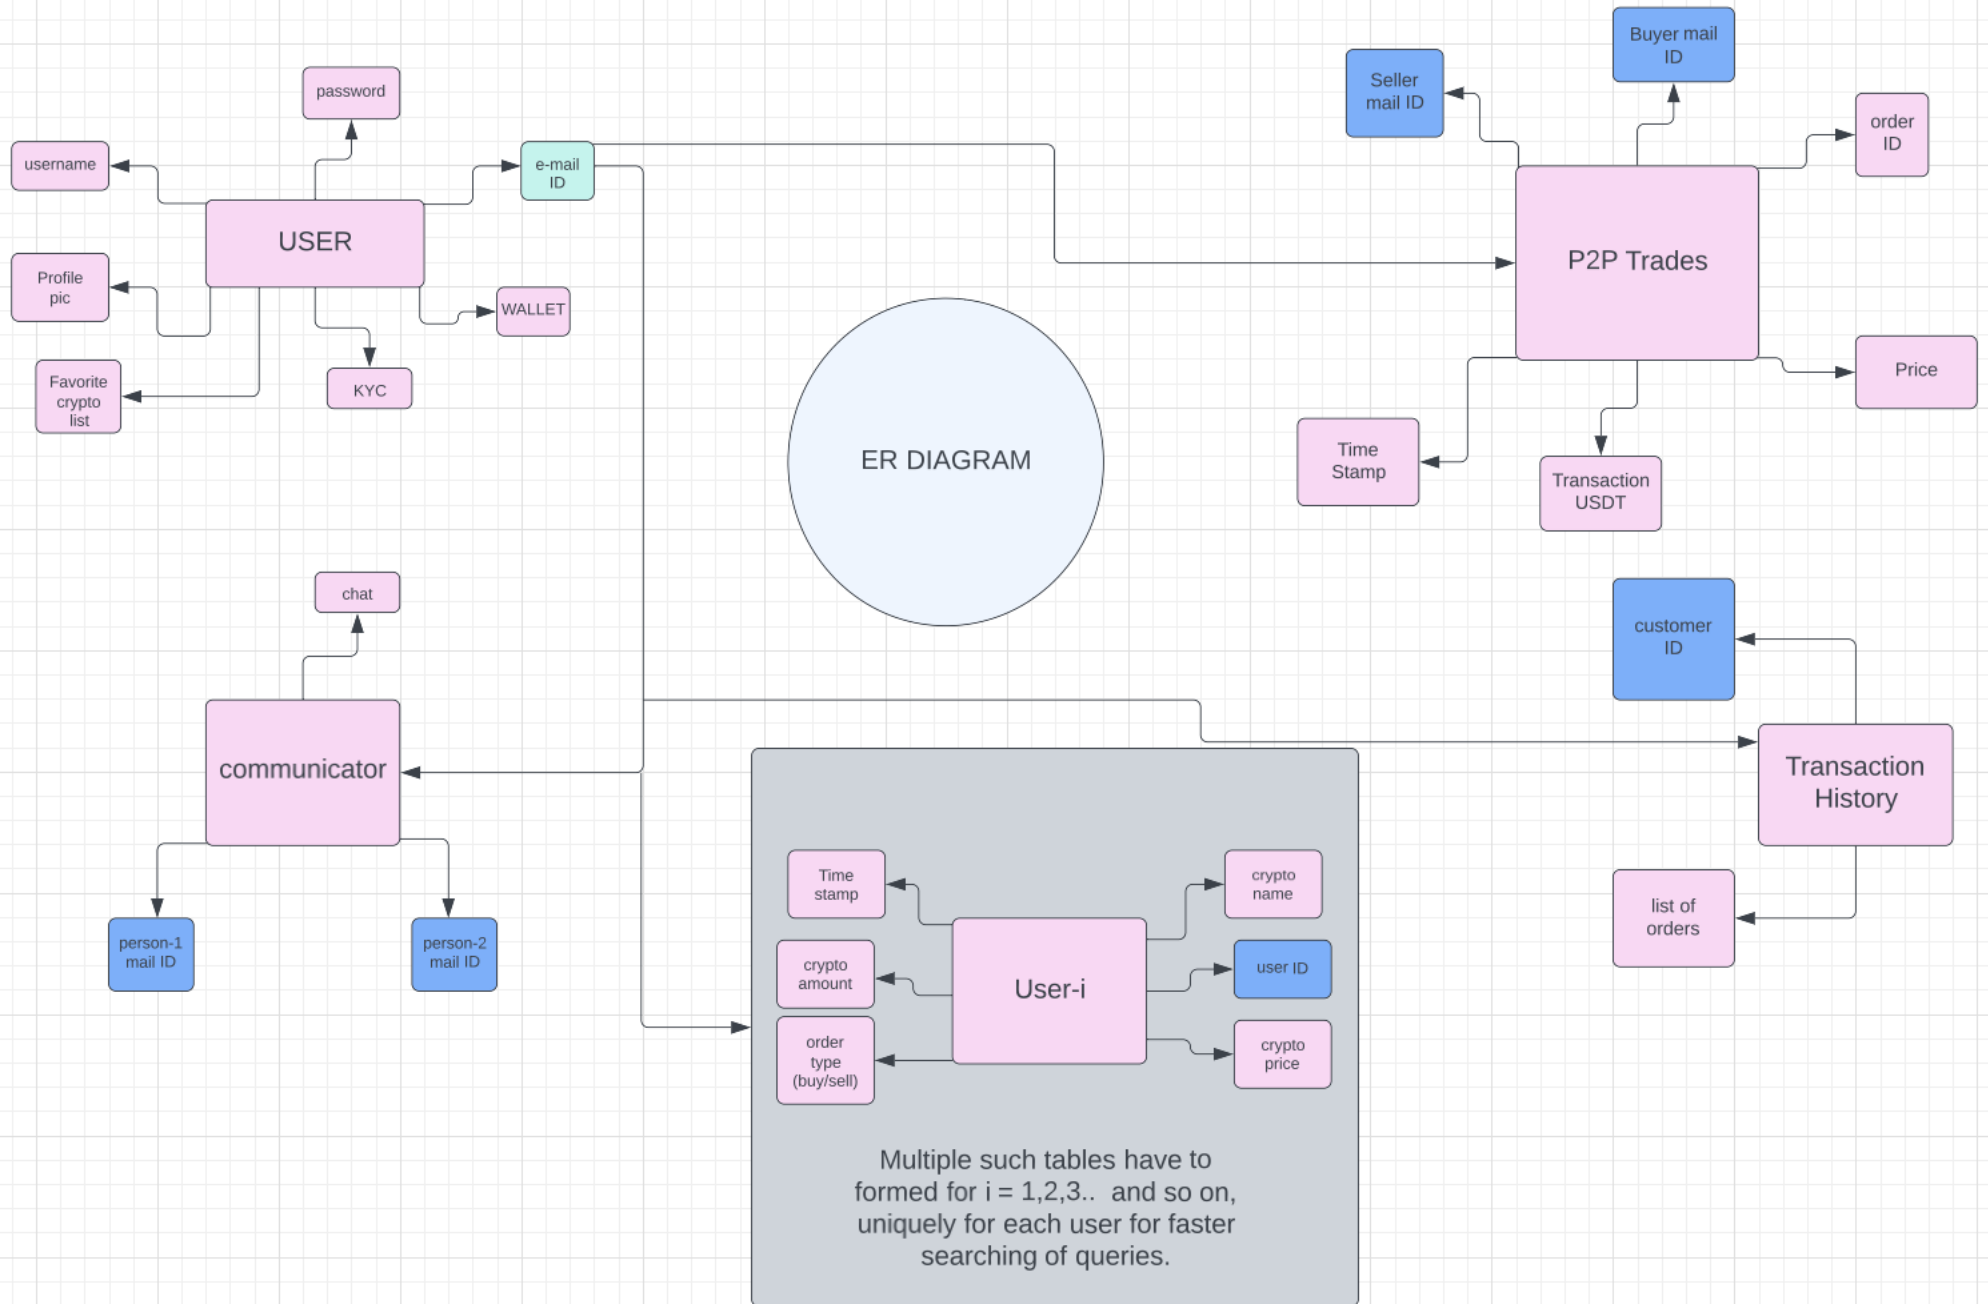 password
username
e-mail
ID
USER
Profile
pic
WALLET
Favorite
crypto
list
KYC
Buyer mail
ID
Seller
mail ID
order
ID
P2P Trades
Price
Time
Stamp
Transaction
USDT
ER DIAGRAM
chat
communicator
person-1
mail ID
person-2
mail ID
customer
ID
Transaction
History
list of
orders
Time
stamp
crypto
name
crypto
amount
user ID
User-i
order
type
(buy/sell)
crypto
price
Multiple such tables have to
formed for i = 1,2,3..  and so on,
uniquely for each user for faster
searching of queries.